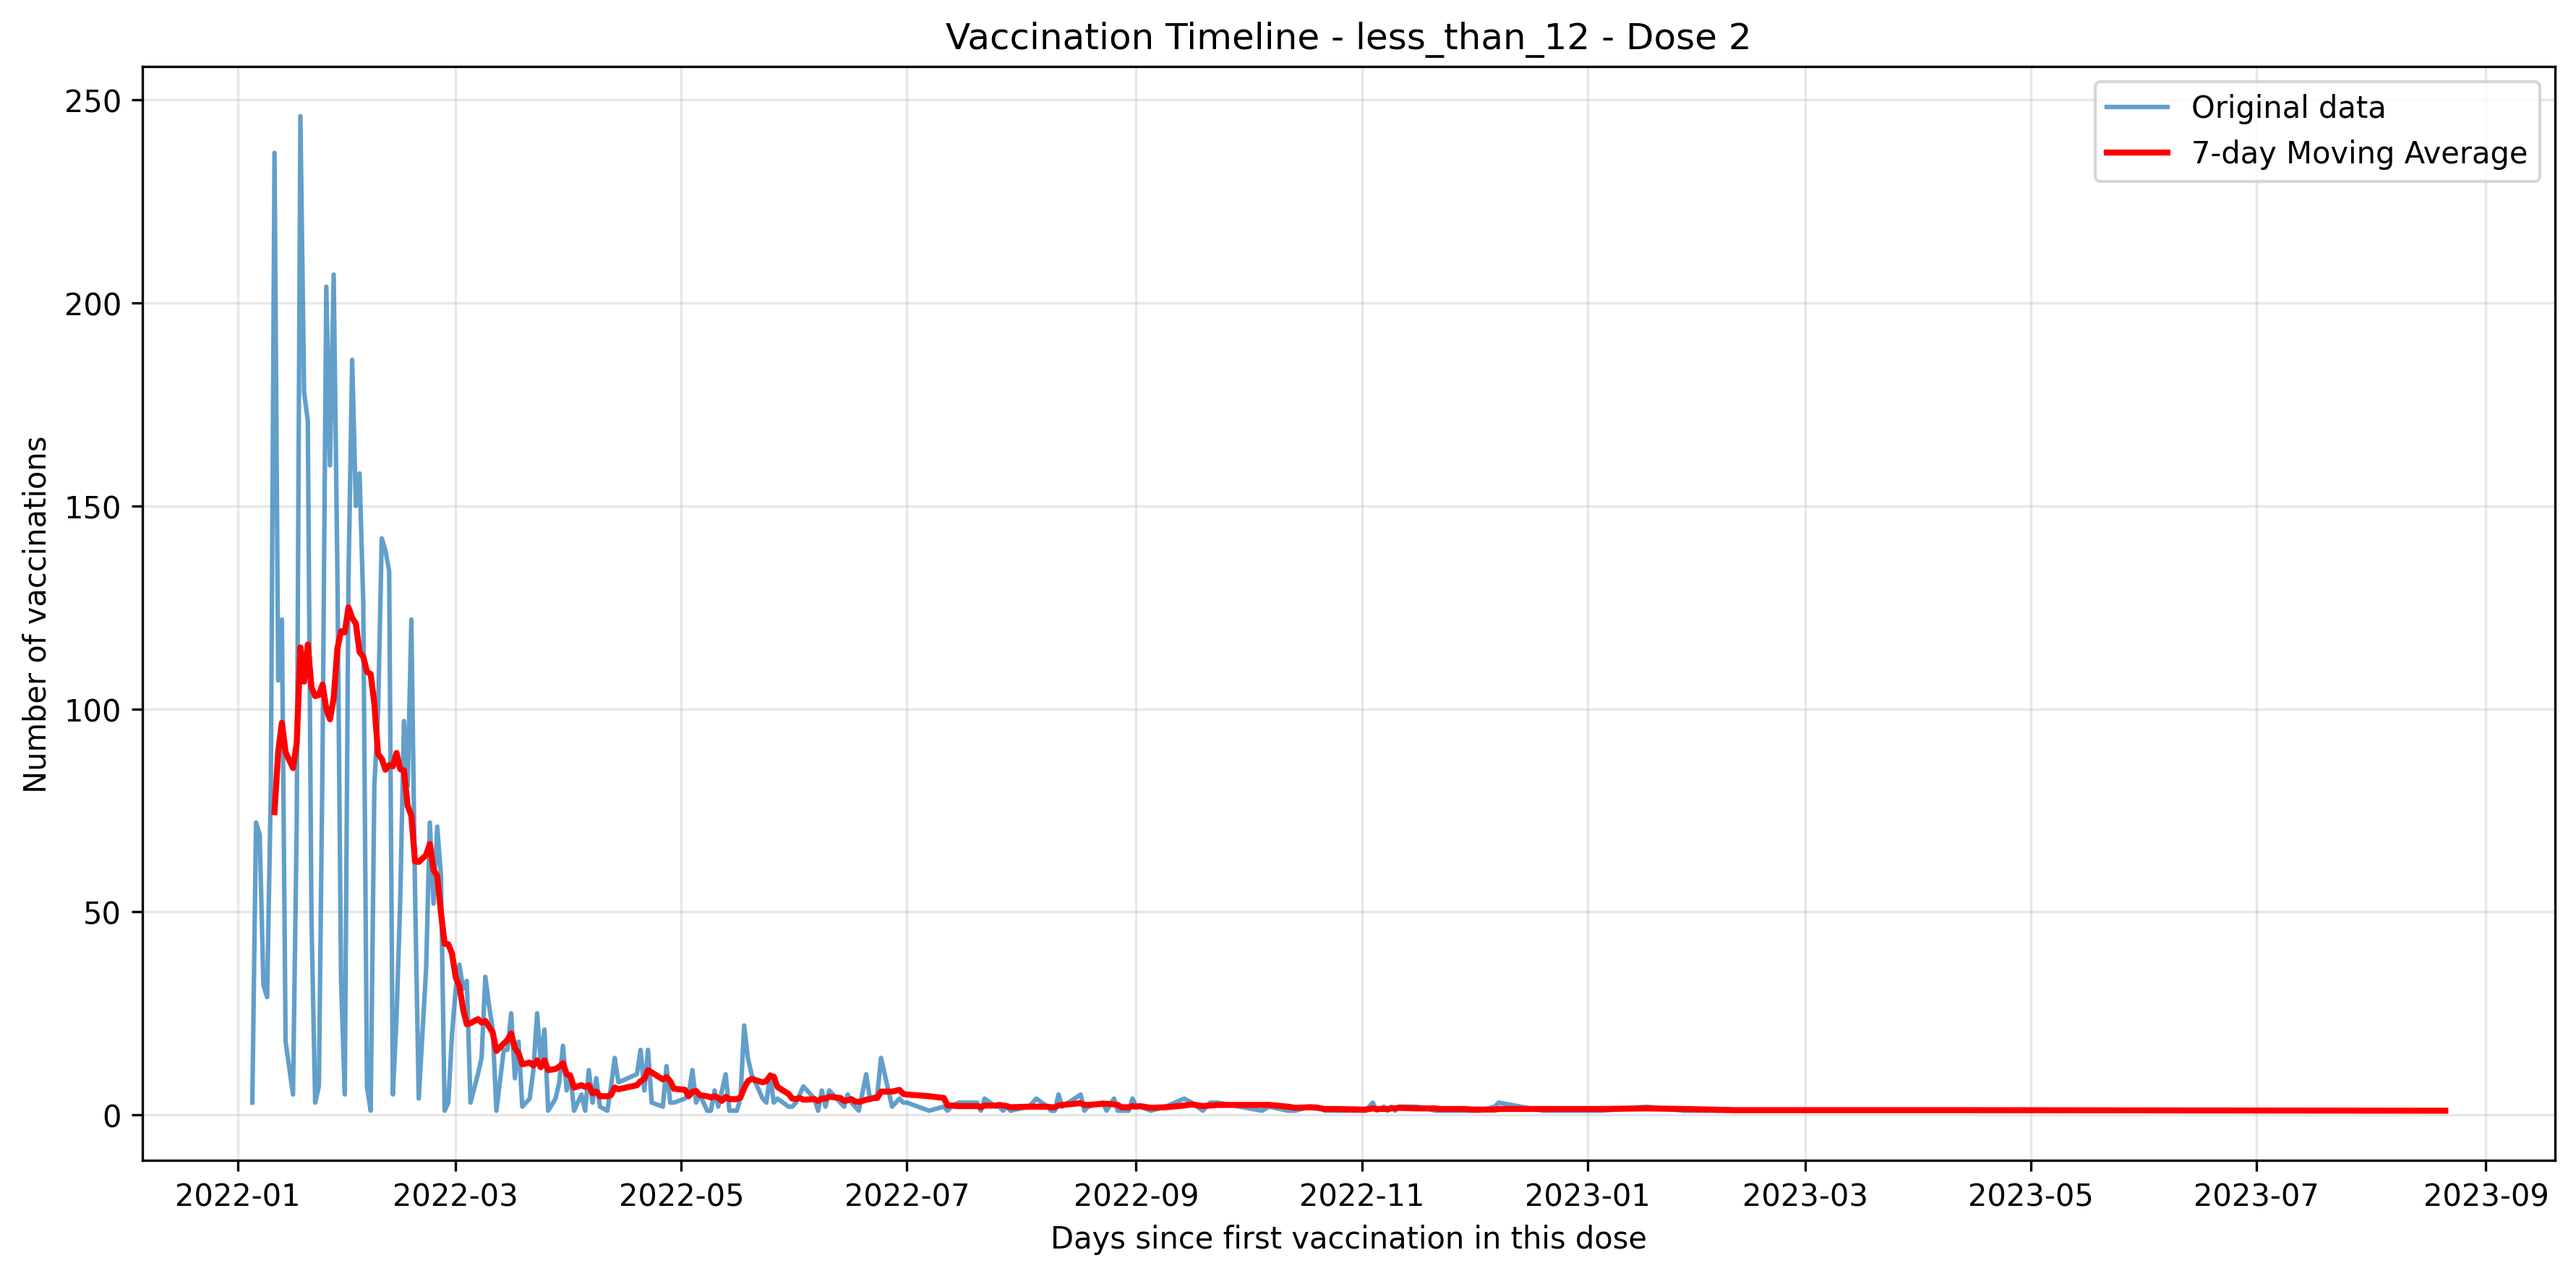 Vaccination Timeline - less_than_12 - Dose 2
Original data
7-day Moving Average
Number of vaccinations
250
200
150
100
50
0
2022-01 2022-03 2022-05 2022-07 2022-09 2022-11 2023-01 2023-03 2023-05 2023-07 2023-09
Days since first vaccination in this dose